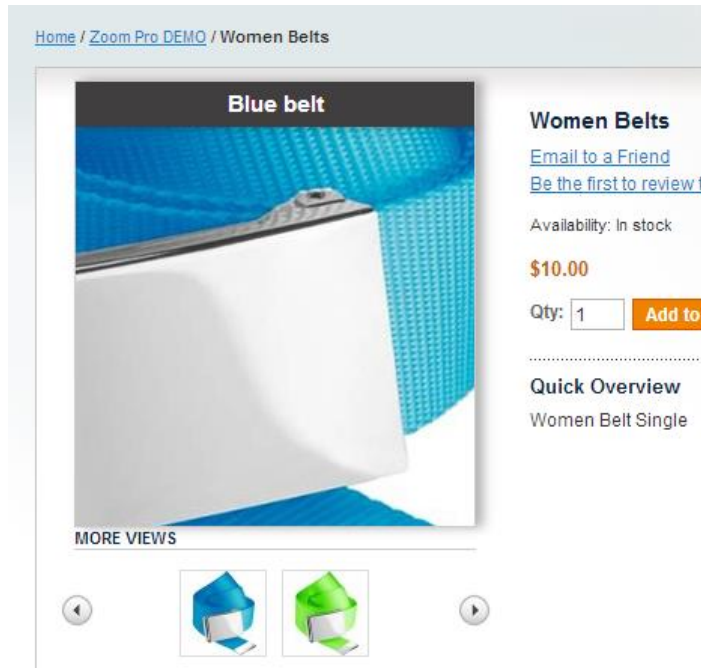 Home / Zoom Pro DEMO / Women Belts
Blue belt
Women Belts
Email to a Friend
Be the first to review
Availability: In stock
$10.00
Qty: 1 Add to
Quick Overview
Women Belt Single
MORE VIEWS